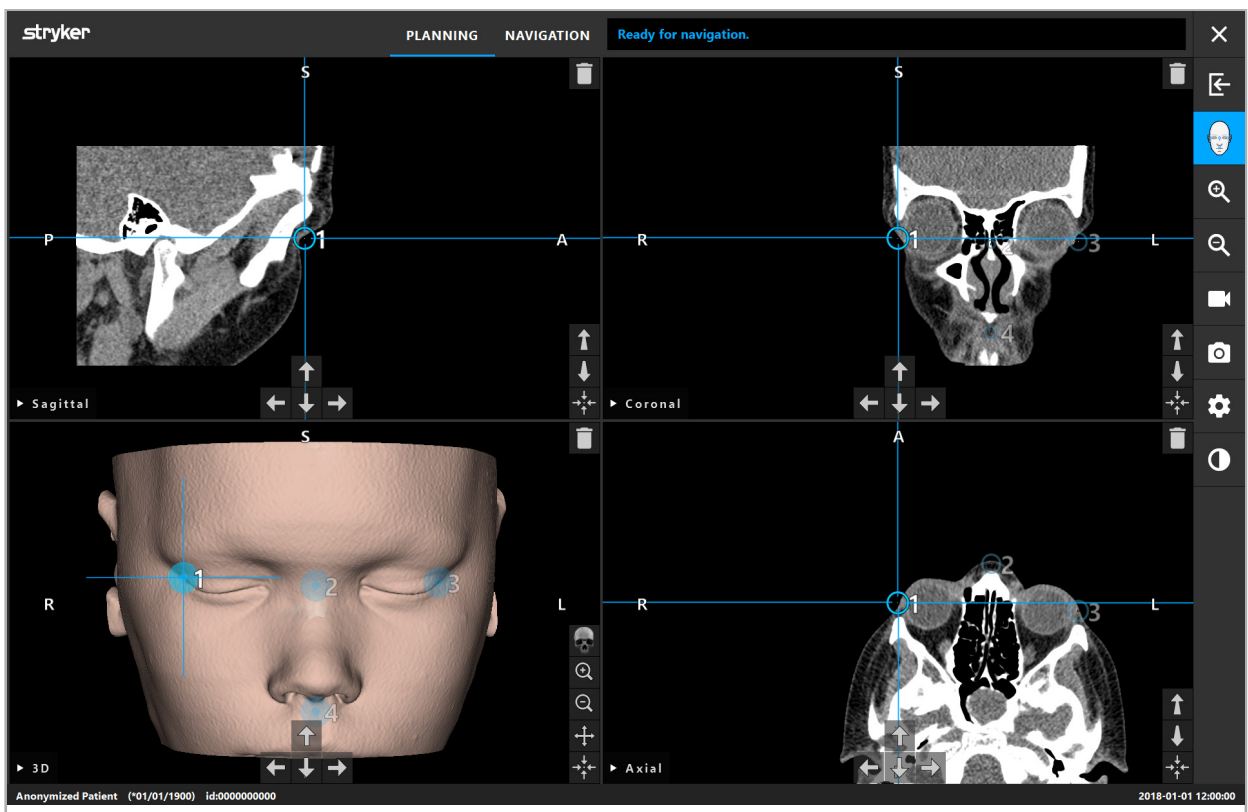 stryker
PLANNING NAVIGATION Ready for navigation.
S
P A
1
Sagittal
S
R L
1 2 3
4
Coronal
S
R L
1 2 3
4
3D
A
R L
2
1 3
Axial
Anonymized Patient (*01/01/1900) id:0000000000 2018-01-01 12:00:00